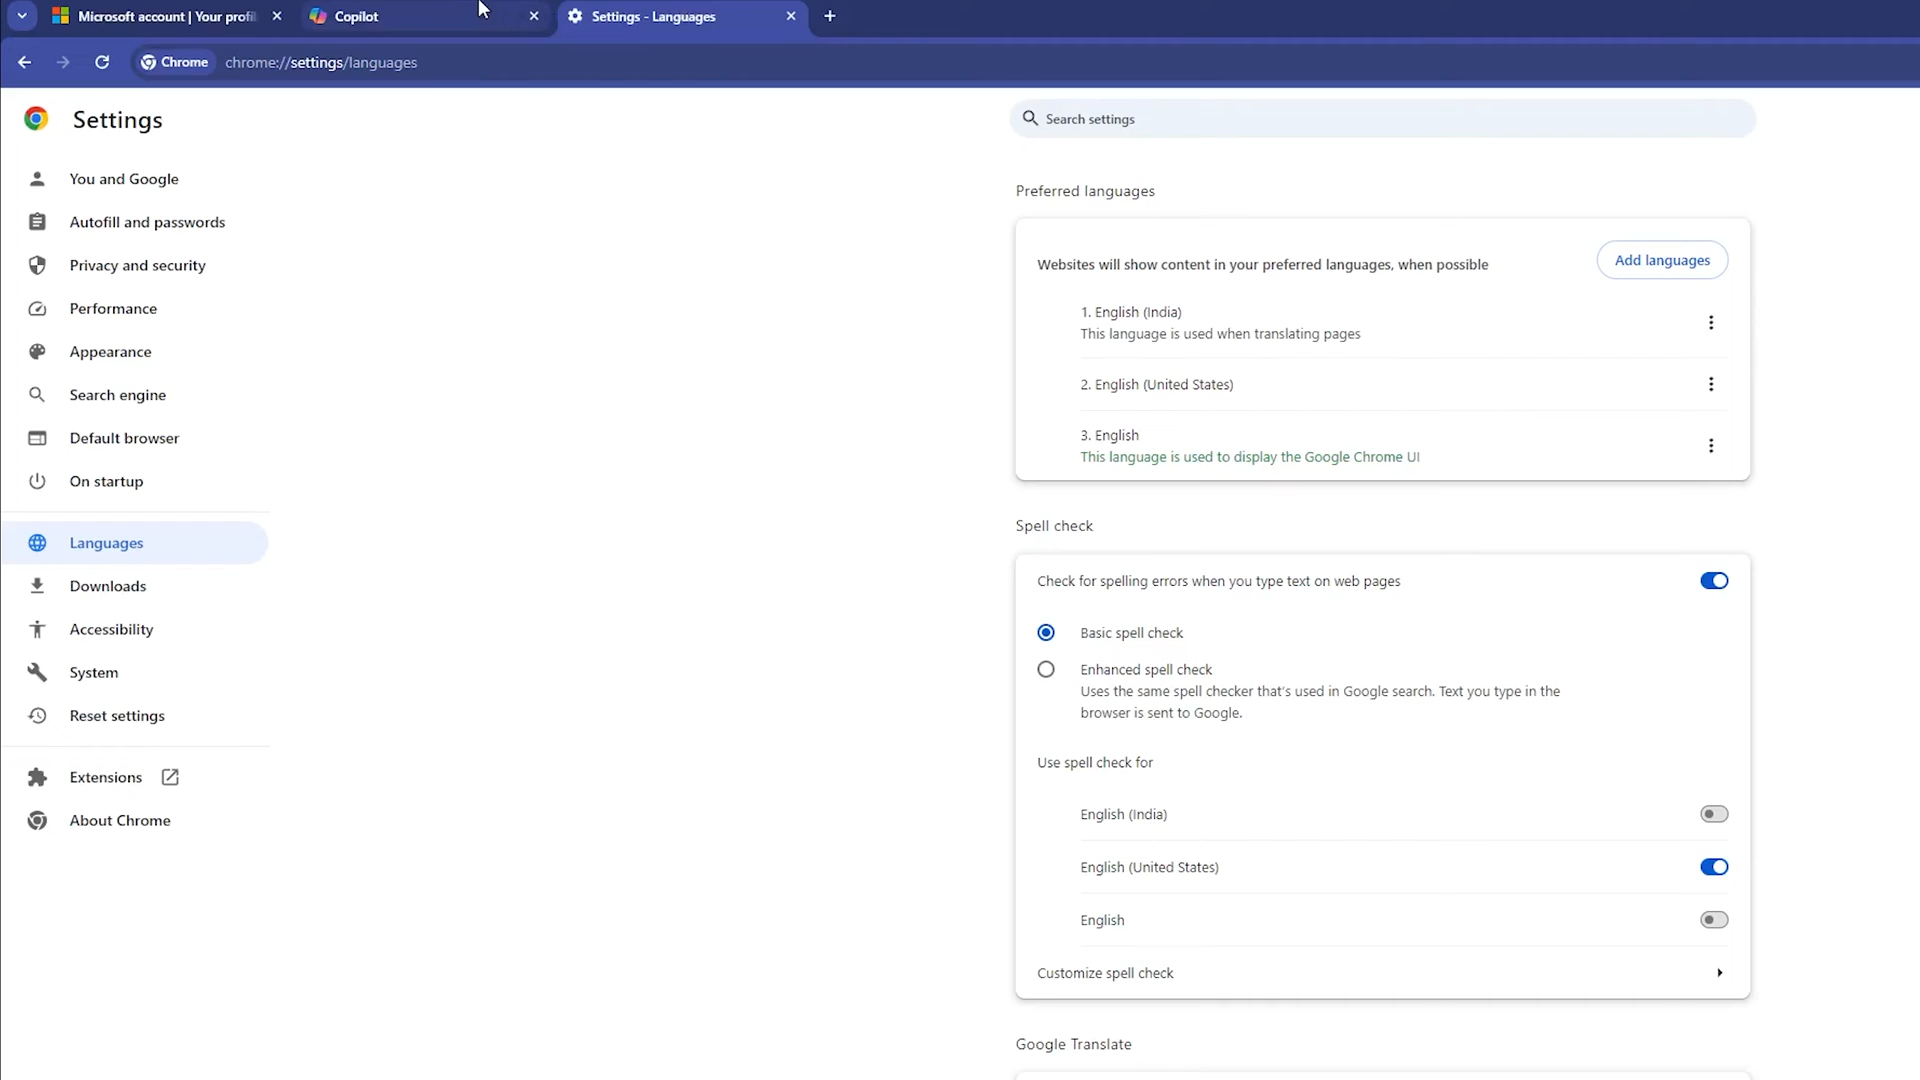 Microsoft account | Your profi
Copilot
Settings - Languages
Chrome
chrome://settings/languages
Settings
Search settings
You and Google
Autofill and passwords
Privacy and security
Performance
Appearance
Search engine
Default browser
On startup
Languages
Downloads
Accessibility
System
Reset settings
Extensions
About Chrome
Preferred languages
Websites will show content in your preferred languages, when possible
Add languages
1. English (India)
This language is used when translating pages
2. English (United States)
3. English
This language is used to display the Google Chrome UI
Spell check
Check for spelling errors when you type text on web pages
Basic spell check
Enhanced spell check
Uses the same spell checker that's used in Google search. Text you type in the
browser is sent to Google.
Use spell check for
English (India)
English (United States)
English
Customize spell check
Google Translate